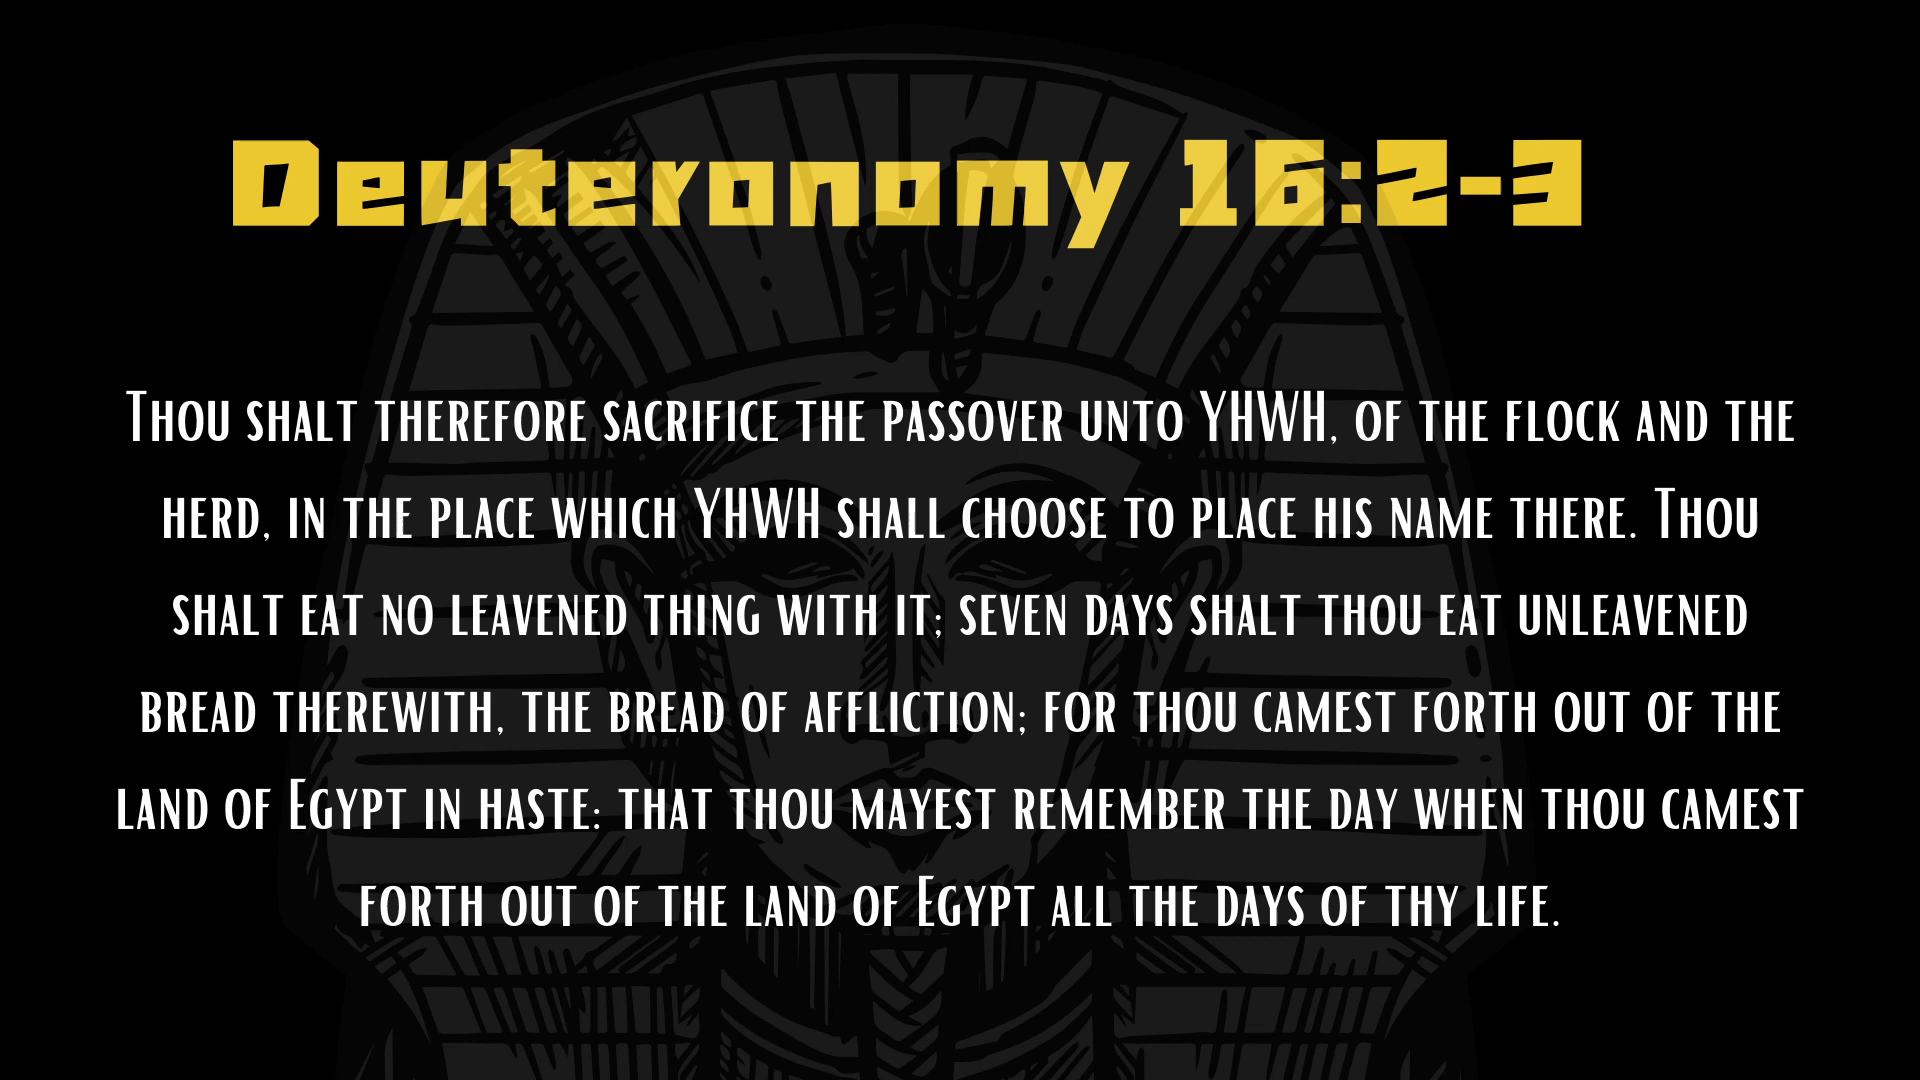 Deuteronomy 16:2-3
Thou shalt therefore sacrifice the passover unto YHWH, of the flock and the
herd, in the place which YHWH shall choose to place his name there. Thou
shalt eat no leavened thing with it; seven days shalt thou eat unleavened
bread therewith, the bread of affliction; for thou camest forth out of the
land of Egypt in haste: that thou mayest remember the day when thou camest
forth out of the land of Egypt all the days of thy life.